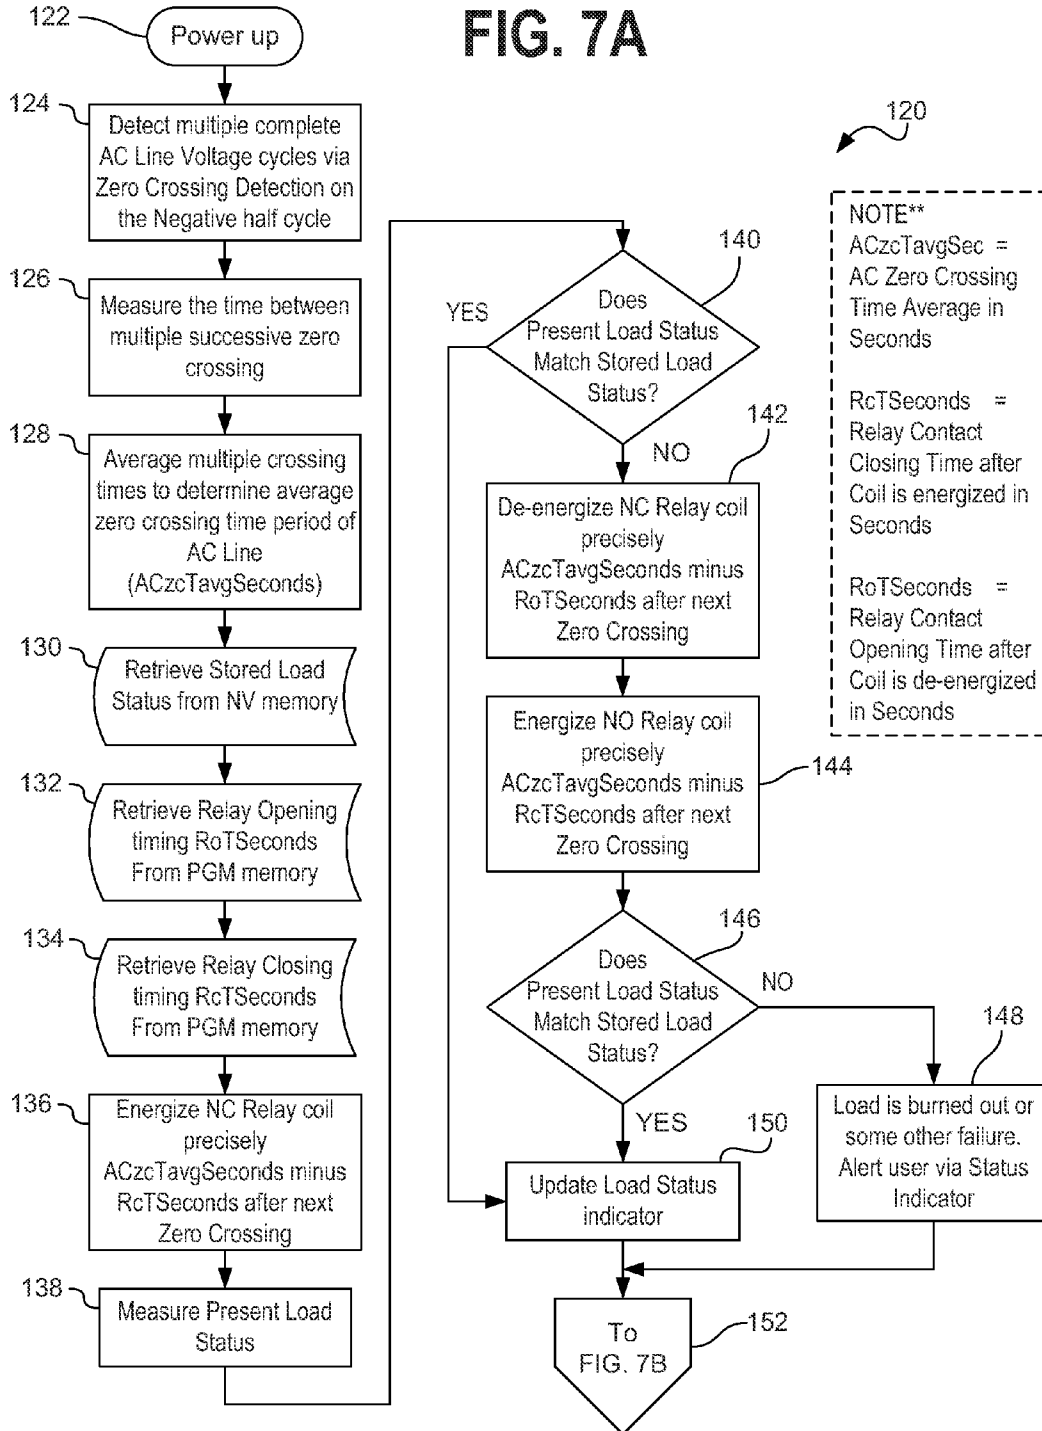 FIG. 7A
122
Power up
124
Detect multiple complete
AC Line Voltage cycles via
Zero Crossing Detection on
the Negative half cycle
126
Measure the time between
multiple successive zero
crossing
128
Average multiple crossing
times to determine average
zero crossing time period of
AC Line
(ACzcTavgSeconds)
130
Retrieve Stored Load
Status from NV memory
132
Retrieve Relay Opening
timing RoTSeconds
From PGM memory
134
Retrieve Relay Closing
timing RcTSeconds
From PGM memory
136
Energize NC Relay coil
precisely
ACzcTavgSeconds minus
RcTSeconds after next
Zero Crossing
138
Measure Present Load
Status
140
Does
Present Load Status
Match Stored Load
Status?
YES
NO
142
De-energize NC Relay coil
precisely
ACzcTavgSeconds minus
RoTSeconds after next
Zero Crossing
144
Energize NO Relay coil
precisely
ACzcTavgSeconds minus
RcTSeconds after next
Zero Crossing
146
Does
Present Load Status
Match Stored Load
Status?
NO
YES
148
Load is burned out or
some other failure.
Alert user via Status
Indicator
150
Update Load Status
indicator
152
To
FIG. 7B
120
NOTE**
ACzcTavgSec =
AC Zero Crossing
Time Average in
Seconds
RcTSeconds =
Relay Contact
Closing Time after
Coil is energized in
Seconds
RoTSeconds =
Relay Contact
Opening Time after
Coil is de-energized
in Seconds